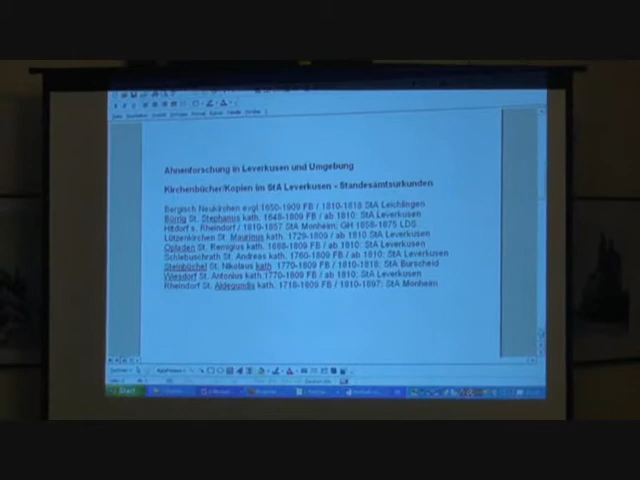 Ahnenforschung in Leverkusen und Umgebung
Kirchenbücher/Kopien im StA Leverkusen - Standesamtsurkunden
Bergisch Neukirchen evgl.1650-1909 FB / 1810-1818 StA Leichlingen
Bürrig St. Stephanus kath. 1648-1809 FB / ab 1810: StA Leverkusen
Hitdorf s. Rheindorf / 1810-1857 StA Monheim; GH 1858-1875 LDS
Lützenkirchen St. Maurinus kath. 1729-1809 / ab 1810 StA Leverkusen
Opladen St. Remigius kath. 1668-1809 FB / ab 1810; StA Leverkusen
Schlebuschrath St. Andreas kath. 1760-1809 FB / ab 1810; StA Leverkusen
Steinbüchel St. Nikolaus kath. 1770-1809 FB / 1810-1818; StA Burscheid
Wiesdorf St. Antonius kath.1770-1809 FB / ab 1810; StA Leverkusen
Rheindorf St. Aldegundis kath. 1718-1809 FB / 1810-1897; StA Monheim
Start